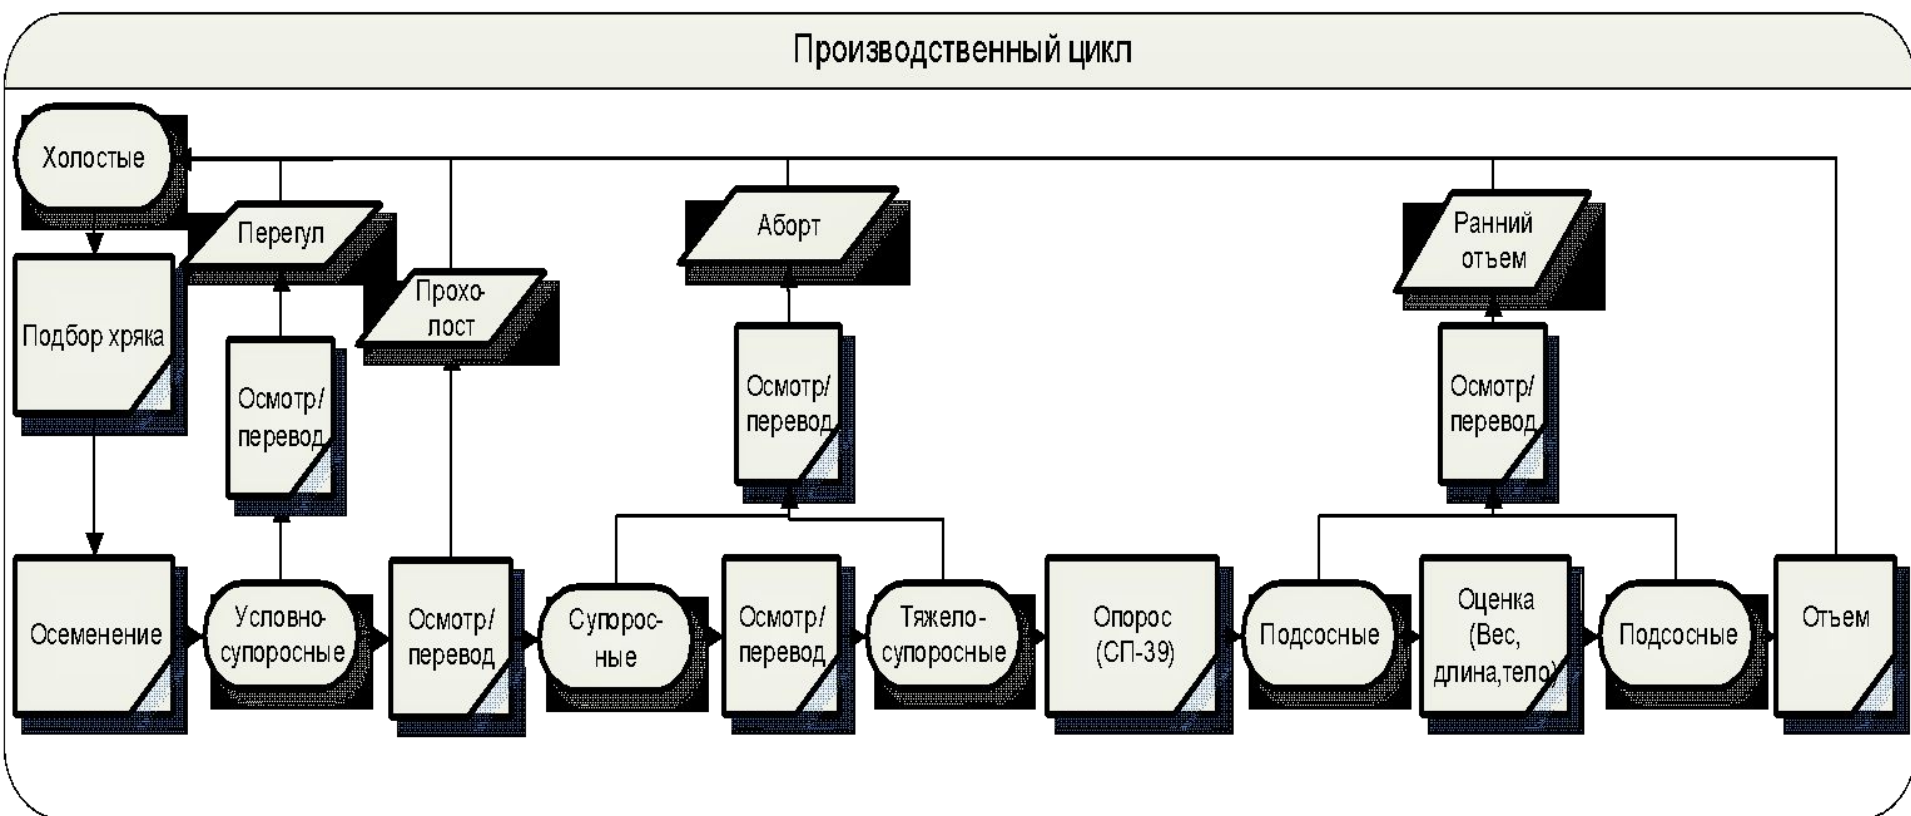 Производственный цикл
Холостые
Перегул
Аборт
Ранний
отъем
Прохо-
лост
Подбор хряка
Осмотр/
перевод
Осмотр/
перевод
Осмотр/
перевод
Осеменение
Условно-
супоросные
Осмотр/
перевод
Супорос-
ные
Осмотр/
перевод
Тяжело-
супоросные
Опорос
(СП-39)
Подсосные
Оценка
(Вес,
длина,тело)
Подсосные
Отъем